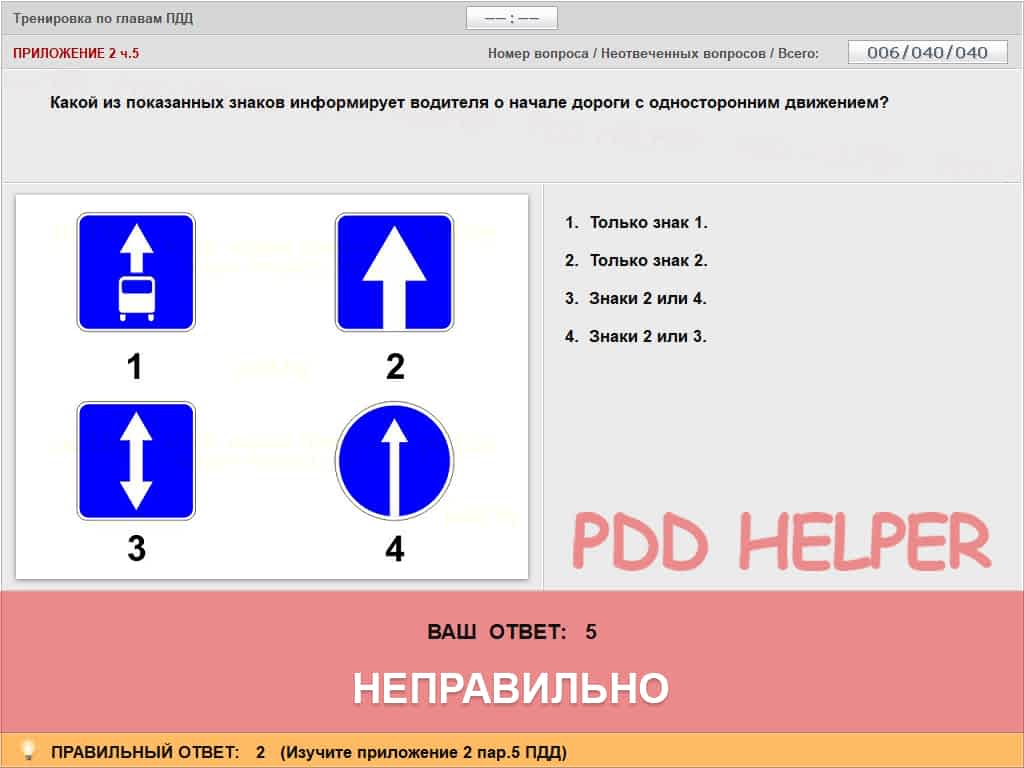 Тренировка по главам ПДД
–– : ––
ПРИЛОЖЕНИЕ 2 ч.5
Номер вопроса / Неотвеченных вопросов / Всего:
006/040/040
Какой из показанных знаков информирует водителя о начале дороги с односторонним движением?
1
2
3
4
1. Только знак 1.
2. Только знак 2.
3. Знаки 2 или 4.
4. Знаки 2 или 3.
PDD HELPER
ВАШ ОТВЕТ: 5
НЕПРАВИЛЬНО
ПРАВИЛЬНЫЙ ОТВЕТ: 2 (Изучите приложение 2 пар.5 ПДД)